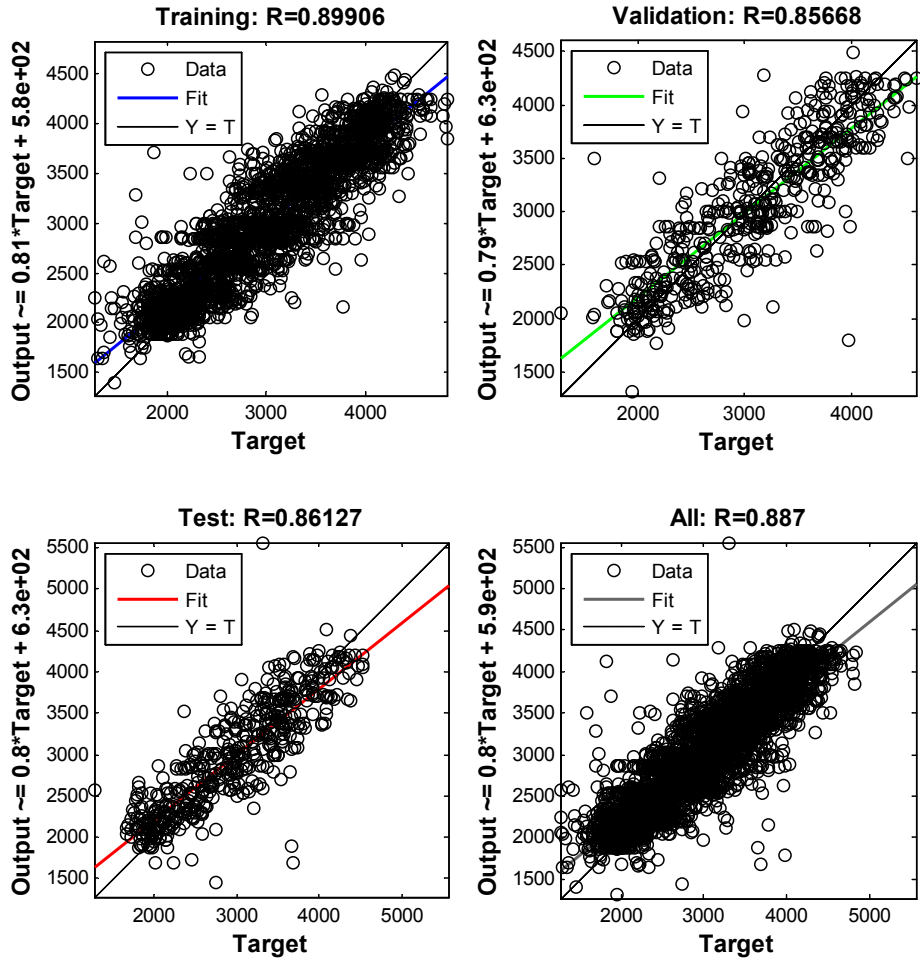 Training: R=0.89906
Output ~= 0.81*Target + 5.8e+02
4500
4000
3500
3000
2500
2000
1500
Data
Fit
Y = T
2000 3000 4000
Target
Validation: R=0.85668
Output ~= 0.79*Target + 6.3e+02
4500
4000
3500
3000
2500
2000
1500
Data
Fit
Y = T
2000 3000 4000
Target
Test: R=0.86127
Output ~= 0.8*Target + 6.3e+02
5500
5000
4500
4000
3500
3000
2500
2000
1500
Data
Fit
Y = T
2000 3000 4000 5000
Target
All: R=0.887
Output ~= 0.8*Target + 5.9e+02
5500
5000
4500
4000
3500
3000
2500
2000
1500
Data
Fit
Y = T
2000 3000 4000 5000
Target